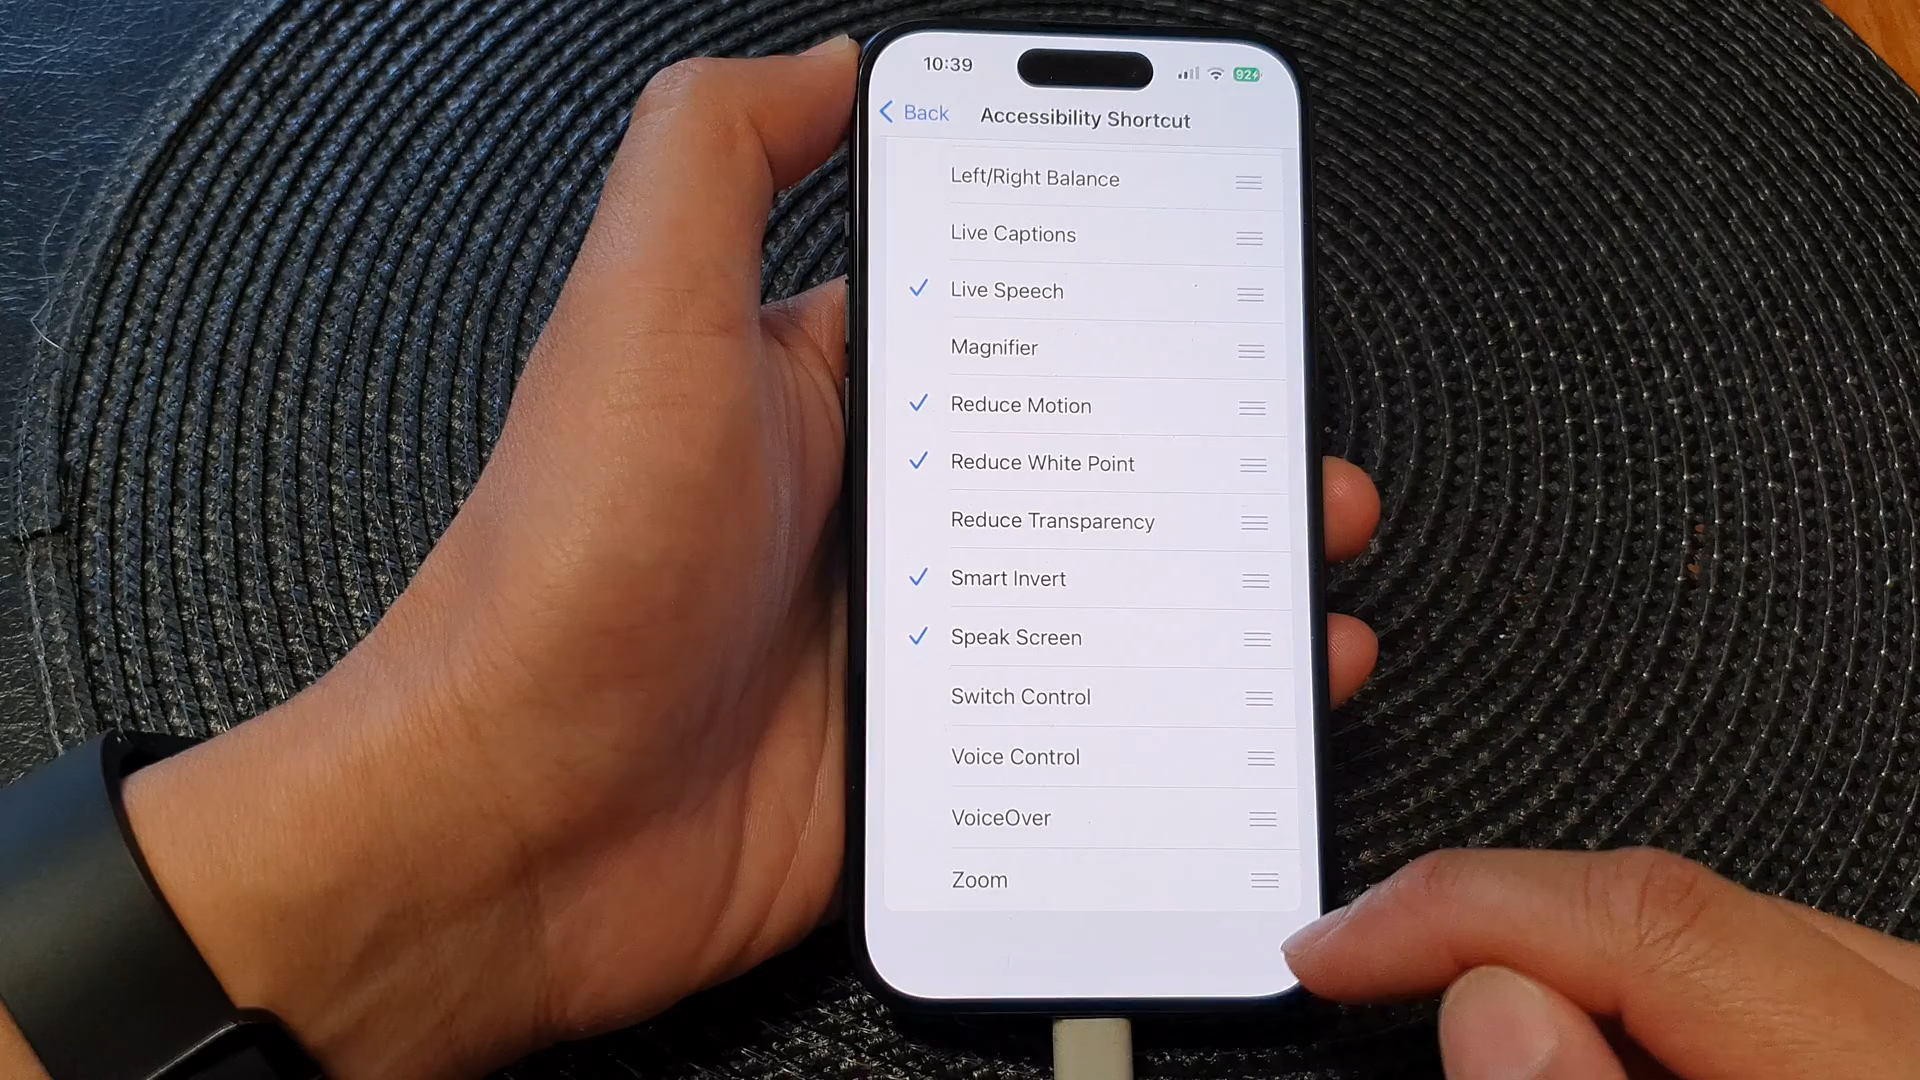 10:39
92
Back
Accessibility Shortcut
Left/Right Balance
Live Captions
Live Speech
Magnifier
Reduce Motion
Reduce White Point
Reduce Transparency
Smart Invert
Speak Screen
Switch Control
Voice Control
VoiceOver
Zoom